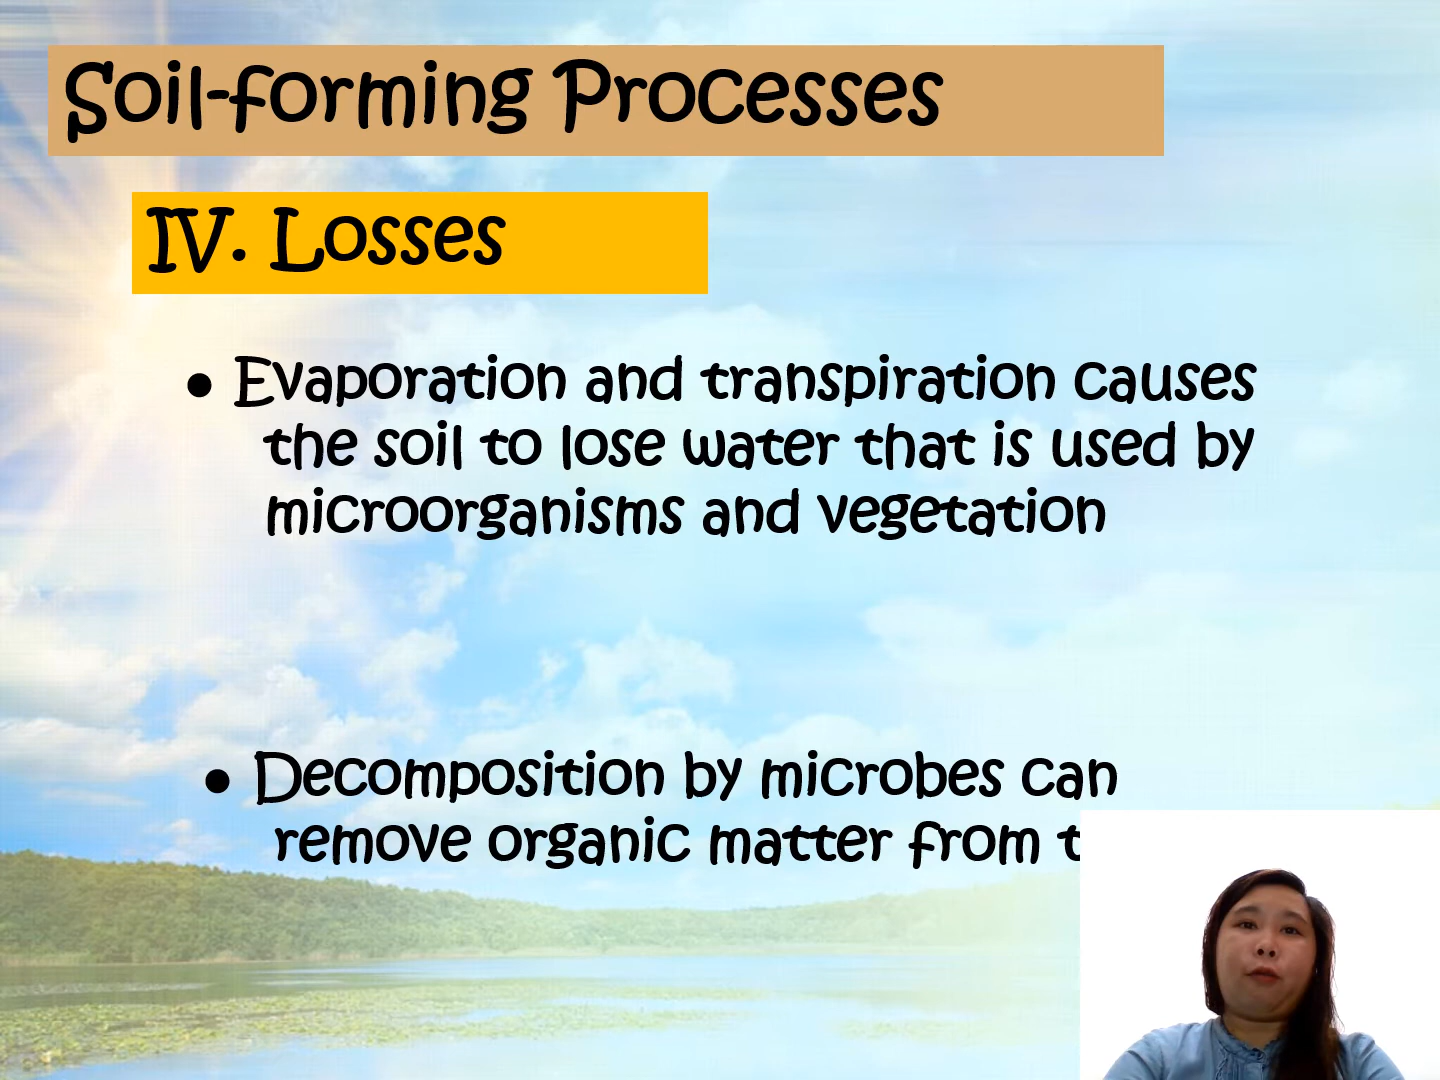 Soil-forming Processes
IV. Losses
• Evaporation and transpiration causes
the soil to lose water that is used by
microorganisms and vegetation
• Decomposition by microbes can
remove organic matter from